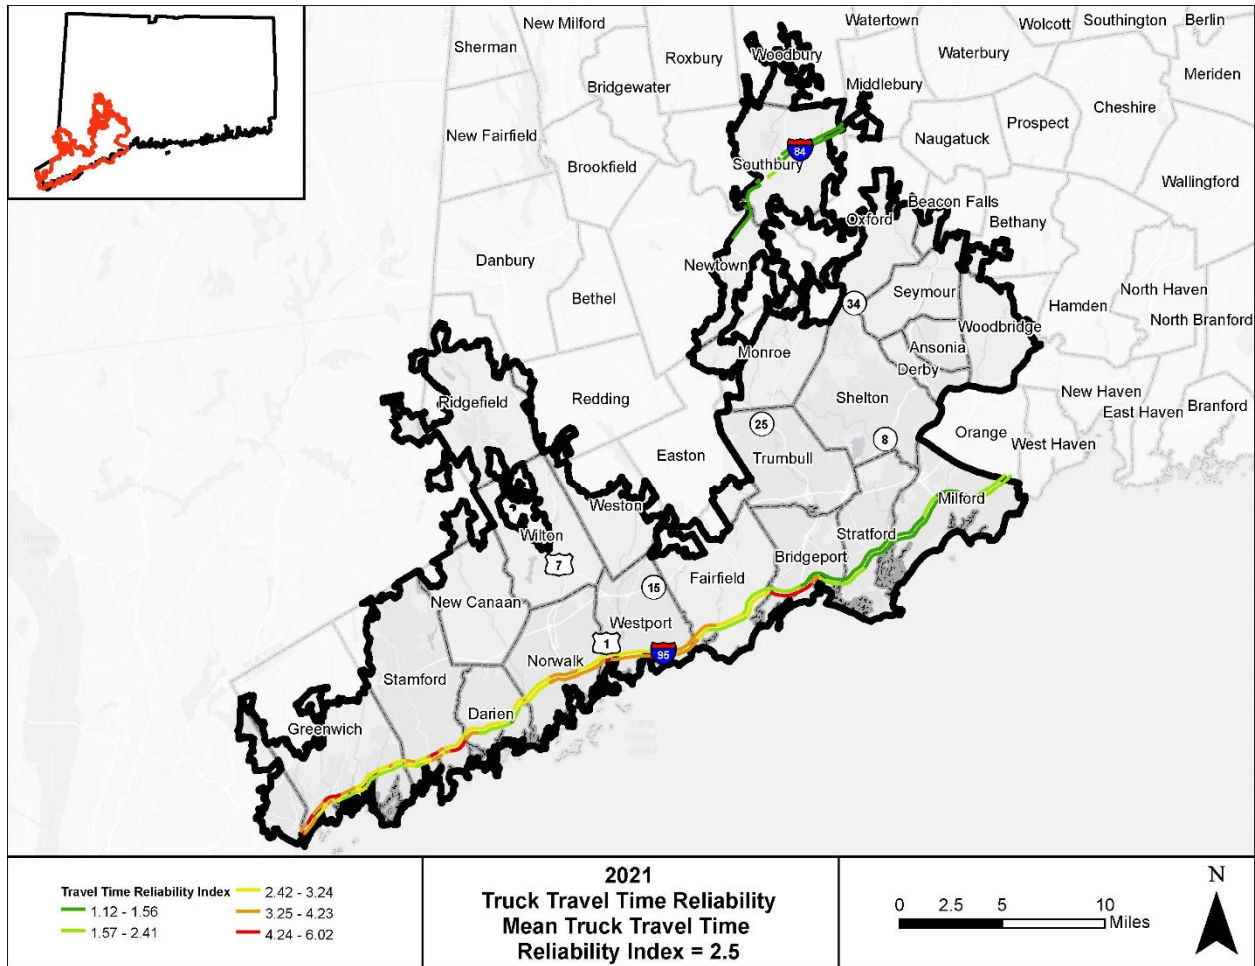 New Milford
Watertown
Wolcott
Southington
Berlin
Sherman
Roxbury
Woodbury
Waterbury
Bridgewater
Middlebury
Meriden
Cheshire
New Fairfield
Prospect
Naugatuck
Brookfield
84
Southbury
Wallingford
Beacon Falls
Oxford
Bethany
Danbury
Newtown
Bethel
Seymour
North Haven
34
Hamden
North Branford
Woodbridge
Monroe
Ansonia
Derby
New Haven
Ridgefield
Redding
Shelton
East Haven
Branford
25
Orange
8
West Haven
Easton
Trumbull
Milford
Weston
Wilton
Stratford
Bridgeport
7
Fairfield
15
New Canaan
Westport
1
95
Norwalk
Stamford
Darien
Greenwich
Travel Time Reliability Index
1.12 - 1.56
1.57 - 2.41
2.42 - 3.24
3.25 - 4.23
4.24 - 6.02
2021
Truck Travel Time Reliability
Mean Truck Travel Time
Reliability Index = 2.5
0 2.5 5 10
Miles
N